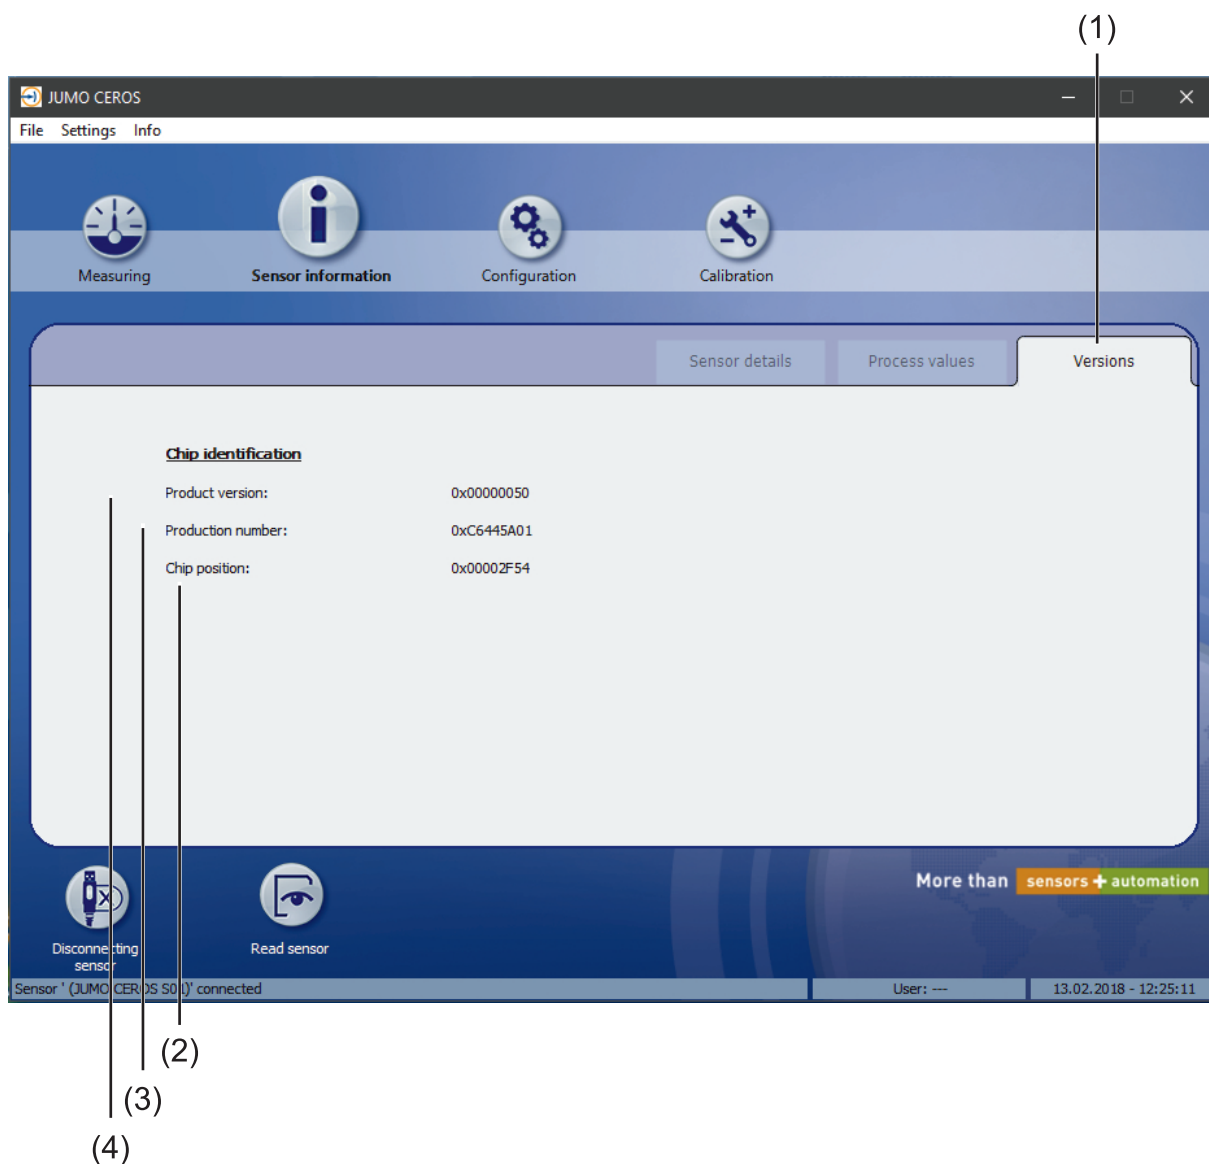 (1)
JUMO CEROS
File Settings Info
Measuring Sensor information Configuration Calibration
Sensor details Process values Versions
Chip identification
Product version: 0x00000050
Production number: 0xC6445A01
Chip position: 0x00002F54
More than sensors + automation
Disconnecting sensor
Read sensor
Sensor ' (JUMO CEROS S01)' connected User: --- 13.02.2018 - 12:25:11
(2)
(3)
(4)